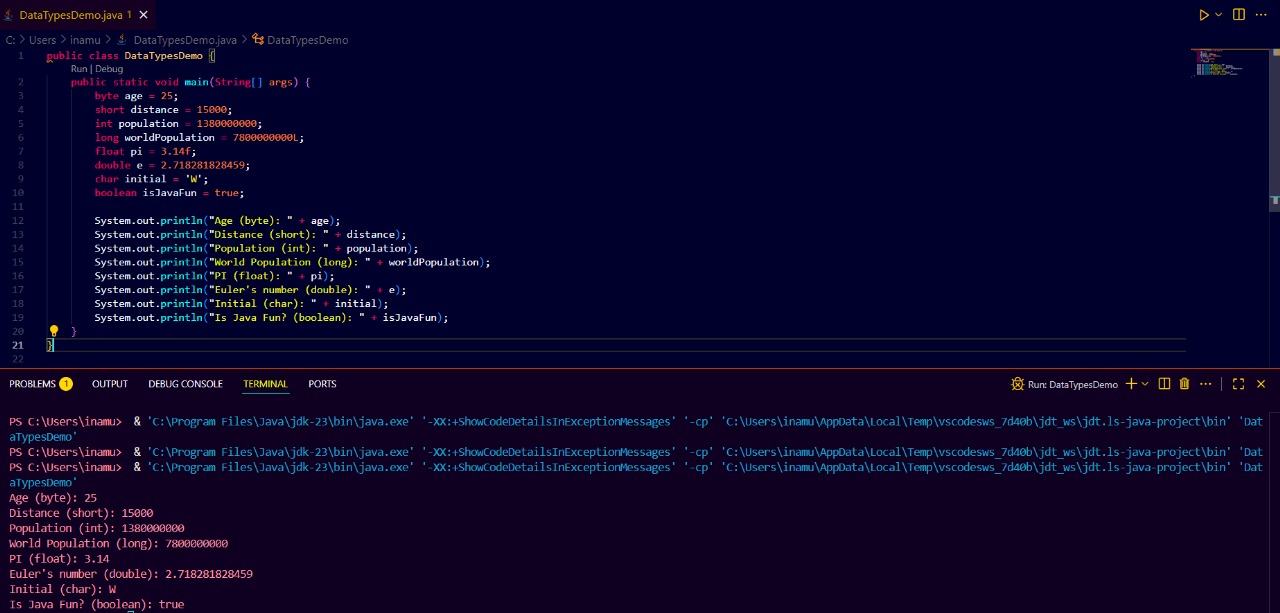 DataTypesDemo.java 1
C: > Users > inamu > DataTypesDemo.java > DataTypesDemo
1 public class DataTypesDemo {
Run | Debug
2 public static void main(String[] args) {
3 byte age = 25;
4 short distance = 15000;
5 int population = 1380000000;
6 long worldPopulation = 7800000000L;
7 float pi = 3.14f;
8 double e = 2.718281828459;
9 char initial = 'W';
10 boolean isJavaFun = true;
11
12 System.out.println("Age (byte): " + age);
13 System.out.println("Distance (short): " + distance);
14 System.out.println("Population (int): " + population);
15 System.out.println("World Population (long): " + worldPopulation);
16 System.out.println("PI (float): " + pi);
17 System.out.println("Euler's number (double): " + e);
18 System.out.println("Initial (char): " + initial);
19 System.out.println("Is Java Fun? (boolean): " + isJavaFun);
20 }
21 }
22
PROBLEMS 1 OUTPUT DEBUG CONSOLE TERMINAL PORTS Run: DataTypesDemo
PS C:\Users\inamu> & 'C:\Program Files\Java\jdk-23\bin\java.exe' '-XX:+ShowCodeDetailsInExceptionMessages' '-cp' 'C:\Users\inamu\AppData\Local\Temp\vscodesws_7d40b\jdt_ws\jdt.ls-java-project\bin' 'Dat
aTypesDemo'
PS C:\Users\inamu> & 'C:\Program Files\Java\jdk-23\bin\java.exe' '-XX:+ShowCodeDetailsInExceptionMessages' '-cp' 'C:\Users\inamu\AppData\Local\Temp\vscodesws_7d40b\jdt_ws\jdt.ls-java-project\bin' 'Dat
PS C:\Users\inamu> & 'C:\Program Files\Java\jdk-23\bin\java.exe' '-XX:+ShowCodeDetailsInExceptionMessages' '-cp' 'C:\Users\inamu\AppData\Local\Temp\vscodesws_7d40b\jdt_ws\jdt.ls-java-project\bin' 'Dat
aTypesDemo'
Age (byte): 25
Distance (short): 15000
Population (int): 1380000000
World Population (long): 7800000000
PI (float): 3.14
Euler's number (double): 2.718281828459
Initial (char): W
Is Java Fun? (boolean): true